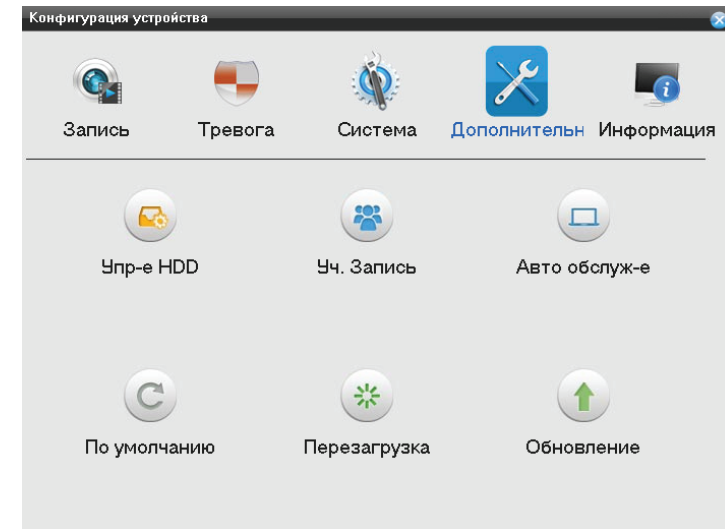 Конфигурация устройства
Запись Тревога Система Дополнительн Информация
Упр-е HDD Уч. Запись Авто обслуж-е
По умолчанию Перезагрузка Обновление